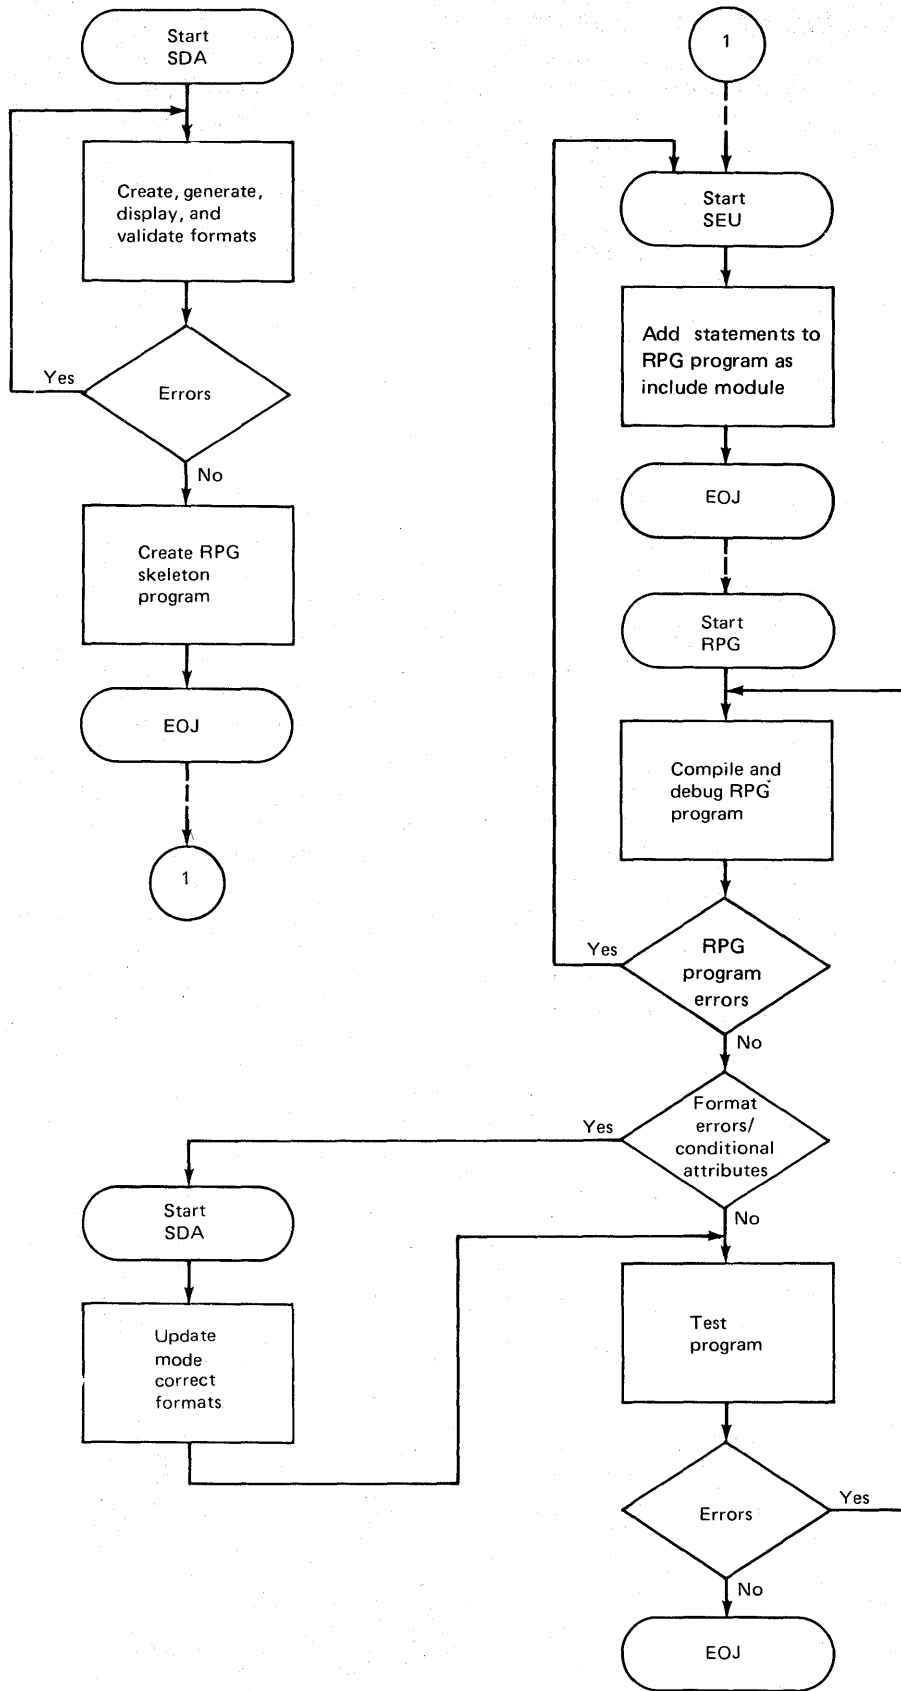 Start
SDA
Create, generate,
display, and
validate formats
Yes
Errors
No
Create RPG
skeleton
program
EOJ
1
1
Start
SEU
Add statements to
RPG program as
include module
EOJ
Start
RPG
Compile and
debug RPG
program
Yes
RPG
program
errors
No
Format
errors/
conditional
attributes
Yes
No
Start
SDA
Update
mode
correct
formats
Test
program
Errors
Yes
No
EOJ